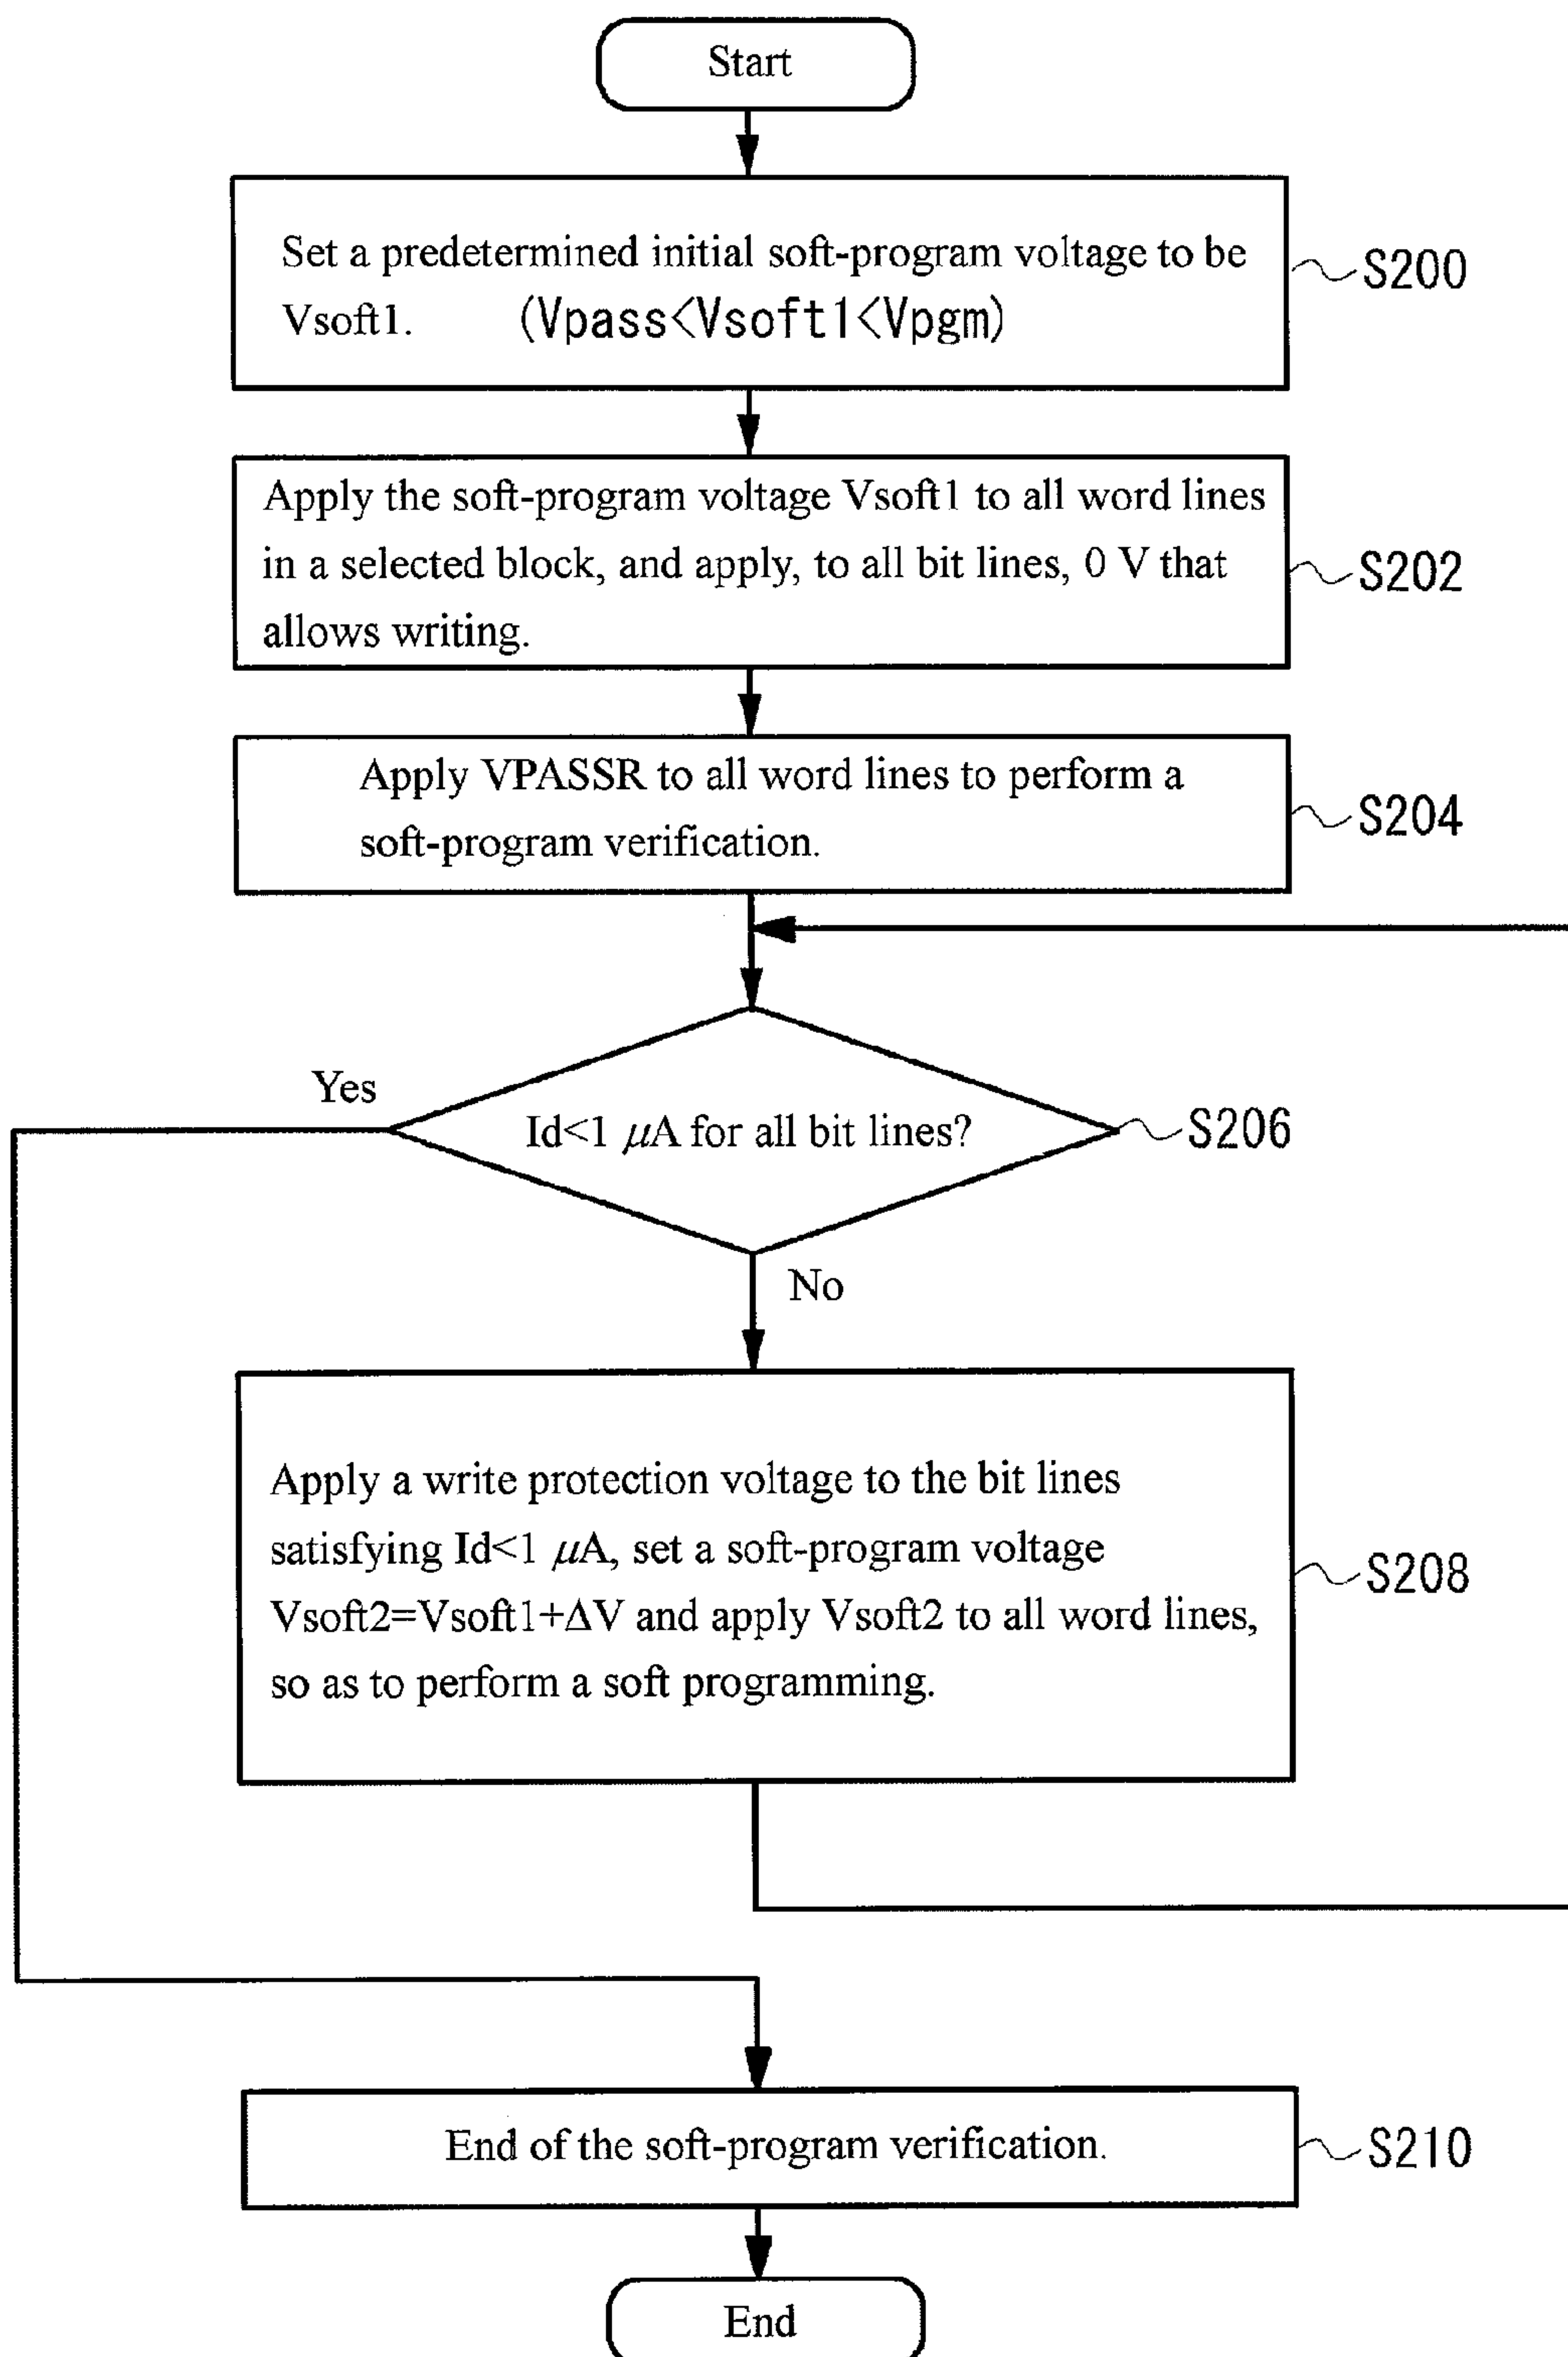 Start
Set a predetermined initial soft-program voltage to be
Vsoft1. (Vpass<Vsoft1<Vpgm)
S200
Apply the soft-program voltage Vsoft1 to all word lines
in a selected block, and apply, to all bit lines, 0 V that
allows writing.
S202
Apply VPASSR to all word lines to perform a
soft-program verification.
S204
Yes
Id<1 μA for all bit lines?
S206
No
Apply a write protection voltage to the bit lines
satisfying Id<1 μA, set a soft-program voltage
Vsoft2=Vsoft1+ΔV and apply Vsoft2 to all word lines,
so as to perform a soft programming.
S208
End of the soft-program verification.
S210
End